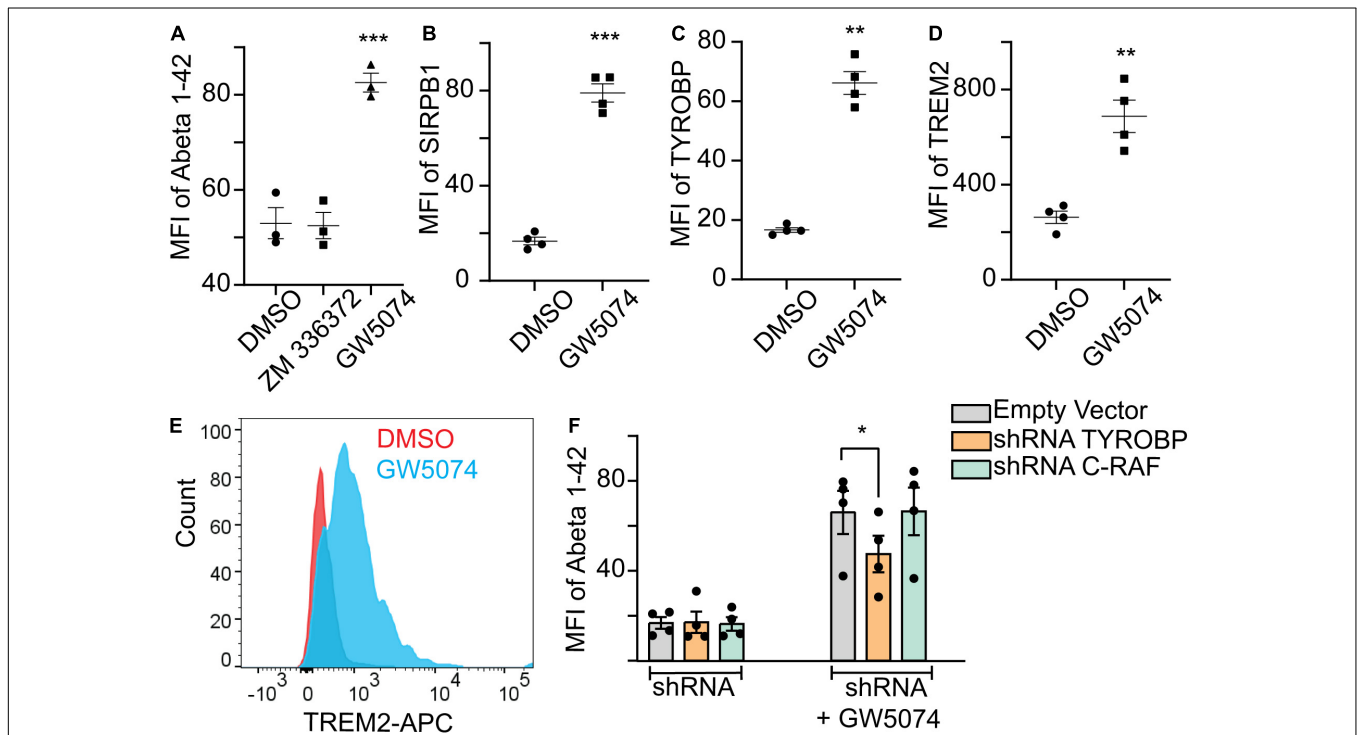 A
***
MFI of Abeta 1-42
80
60
40
DMSO
ZM 336372
GW5074
B
***
MFI of SIRPB1
80
40
0
DMSO
GW5074
C
**
MFI of TYROBP
80
60
40
20
0
DMSO
GW5074
D
**
MFI of TREM2
800
400
0
DMSO
GW5074
E
DMSO
GW5074
Count
100
80
60
40
20
0
-10³ 0 10³ 10⁴ 10⁵
TREM2-APC
F
*
MFI of Abeta 1-42
80
40
shRNA
shRNA
+ GW5074
Empty Vector
shRNA TYROBP
shRNA C-RAF